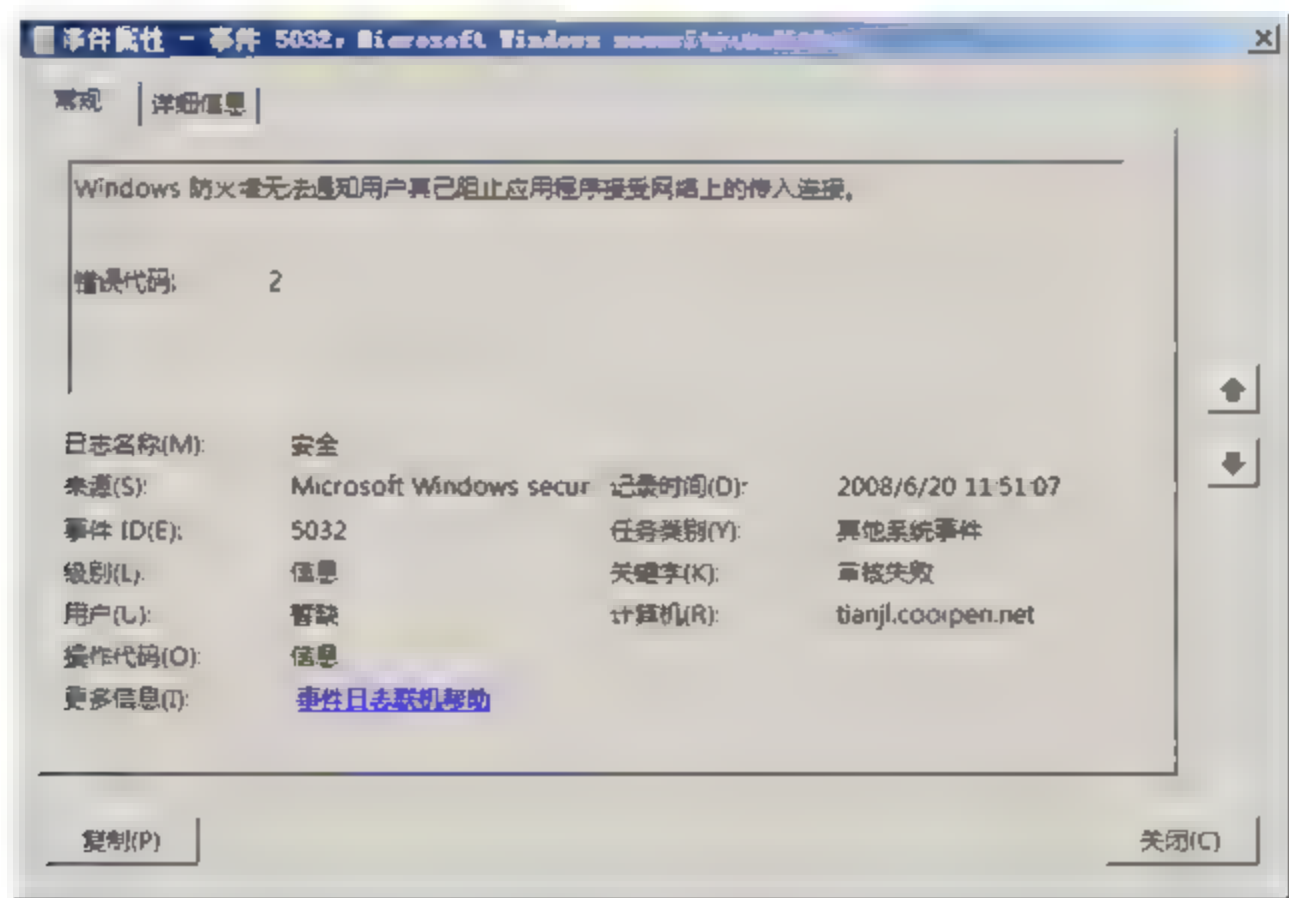 事件属性 - 事件 5032, Microsoft Windows security auditing.
常规
详细信息
Windows 防火墙无法通知用户其已阻止应用程序接受网络上的传入连接。
错误代码: 2
日志名称(M): 安全
来源(S): Microsoft Windows secur 记录时间(D): 2008/6/20 11:51:07
事件 ID(E): 5032 任务类别(Y): 其他系统事件
级别(L): 信息 关键字(K): 审核失败
用户(U): 暂缺 计算机(R): tianjl.coolpen.net
操作代码(O): 信息
更多信息(I): 事件日志联机帮助
复制(P) 关闭(C)